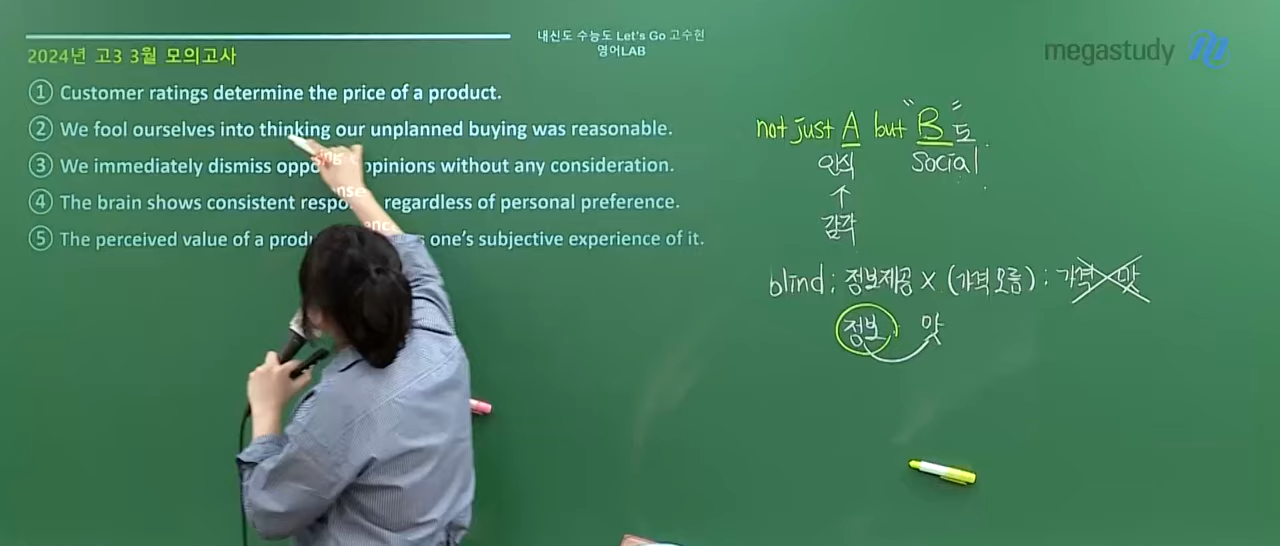 내신도 수능도 Let's Go 고수현
영어LAB
2024년 고3 3월 모의고사
① Customer ratings determine the price of a product.
② We fool ourselves into thinking our unplanned buying was reasonable.
③ We immediately dismiss opinions without any consideration.
④ The brain shows consistent regardless of personal preference.
⑤ The perceived value of a one's subjective experience of it.
megastudy
not just A but "B"도
인식 Social
↑
감각
blind : 정보제공 X (가격 모름) : 가격 맛
정보 맛